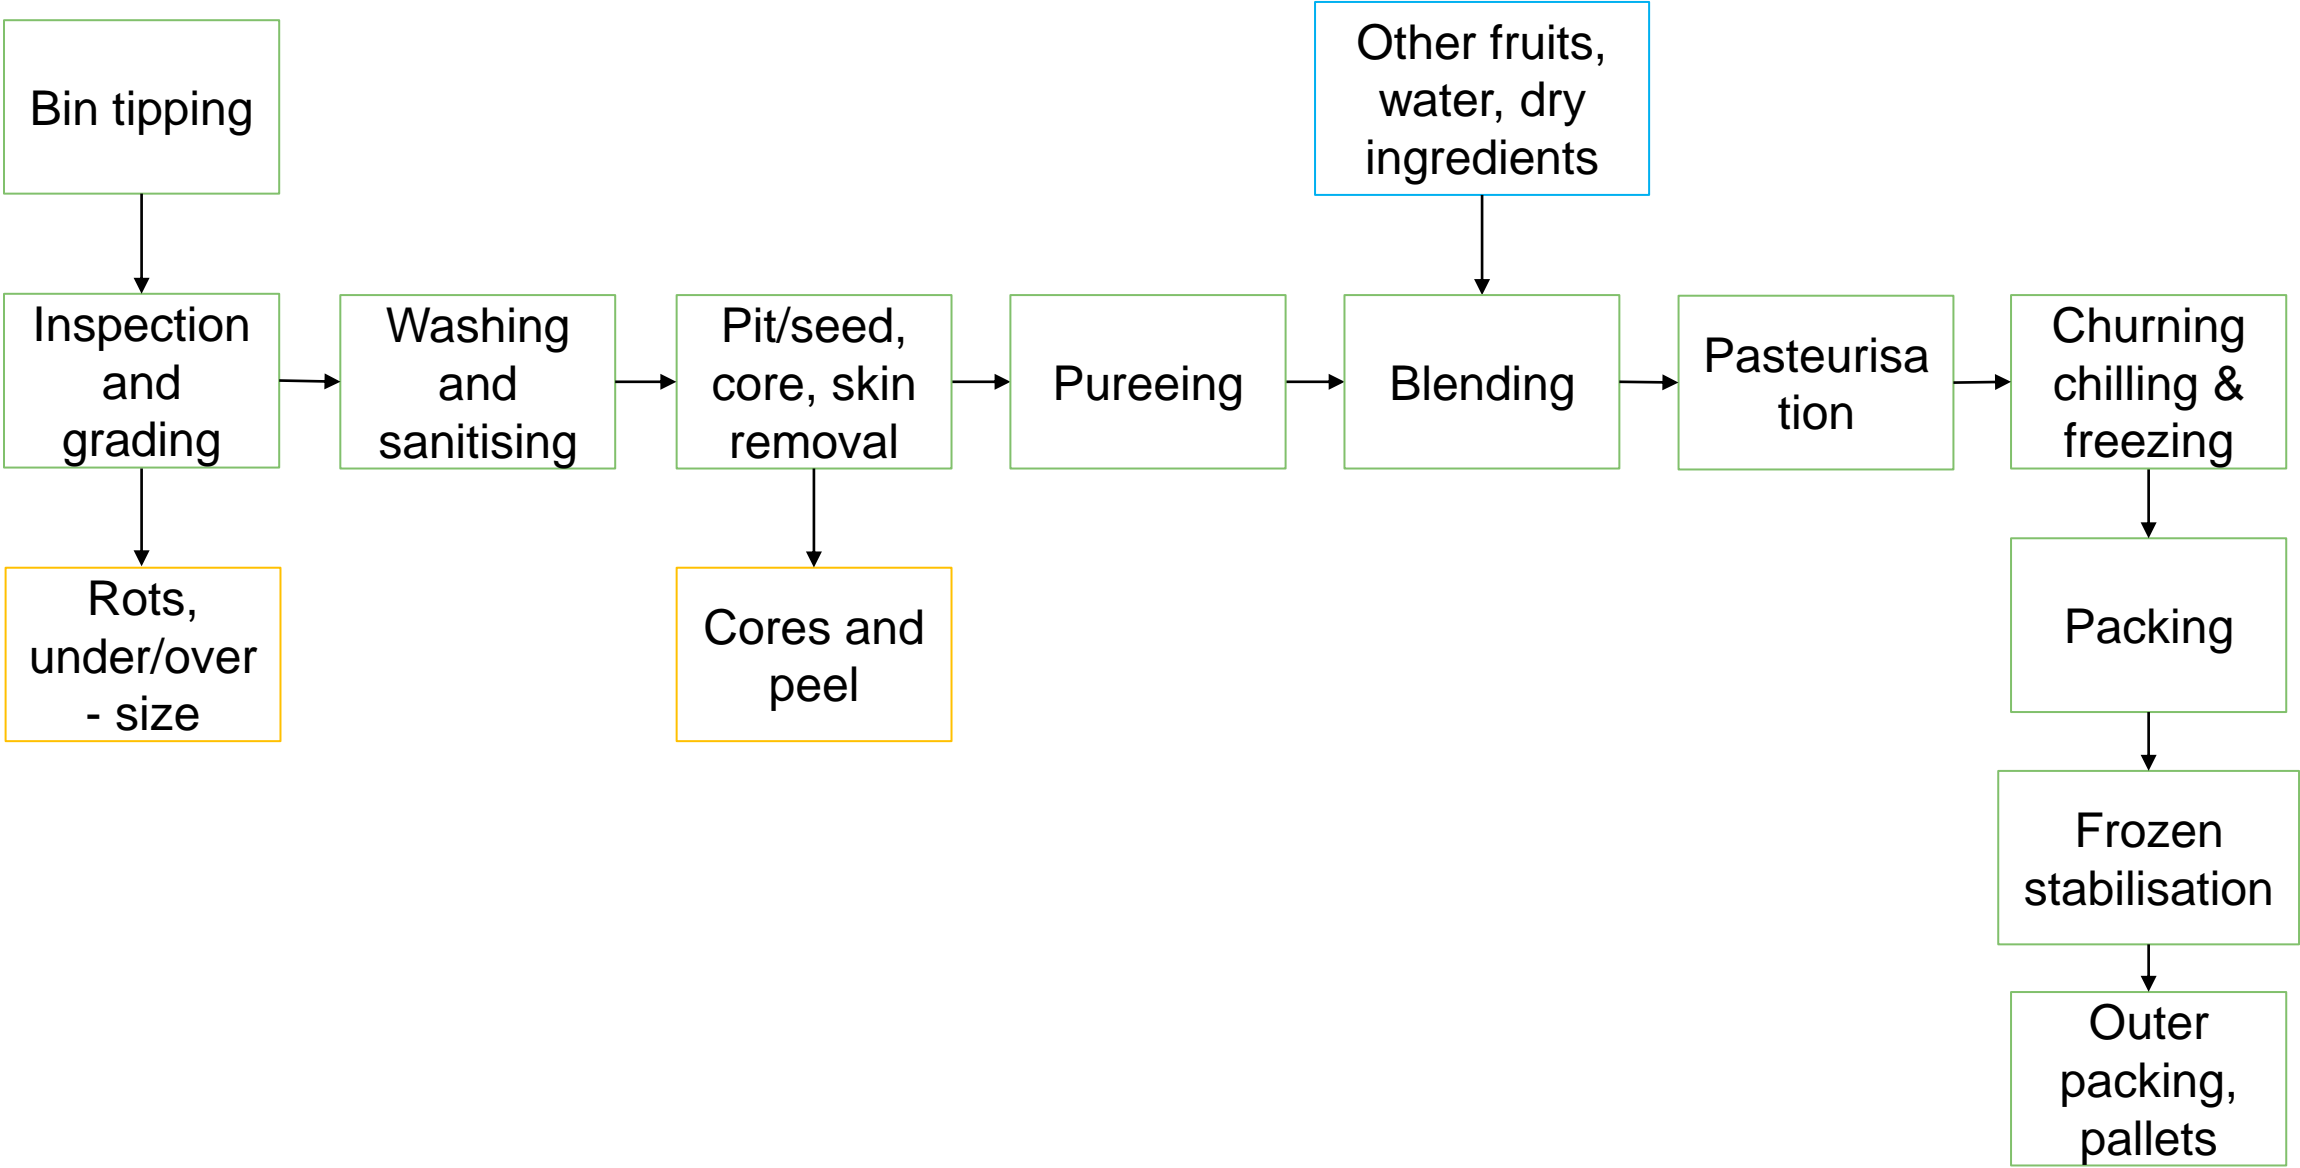 Bin tipping
Other fruits,
water, dry
ingredients
Inspection
and
grading
Washing
and
sanitising
Pit/seed,
core, skin
removal
Pureeing
Blending
Pasteurisa
tion
Churning
chilling &
freezing
Rots,
under/over
- size
Cores and
peel
Packing
Frozen
stabilisation
Outer
packing,
pallets